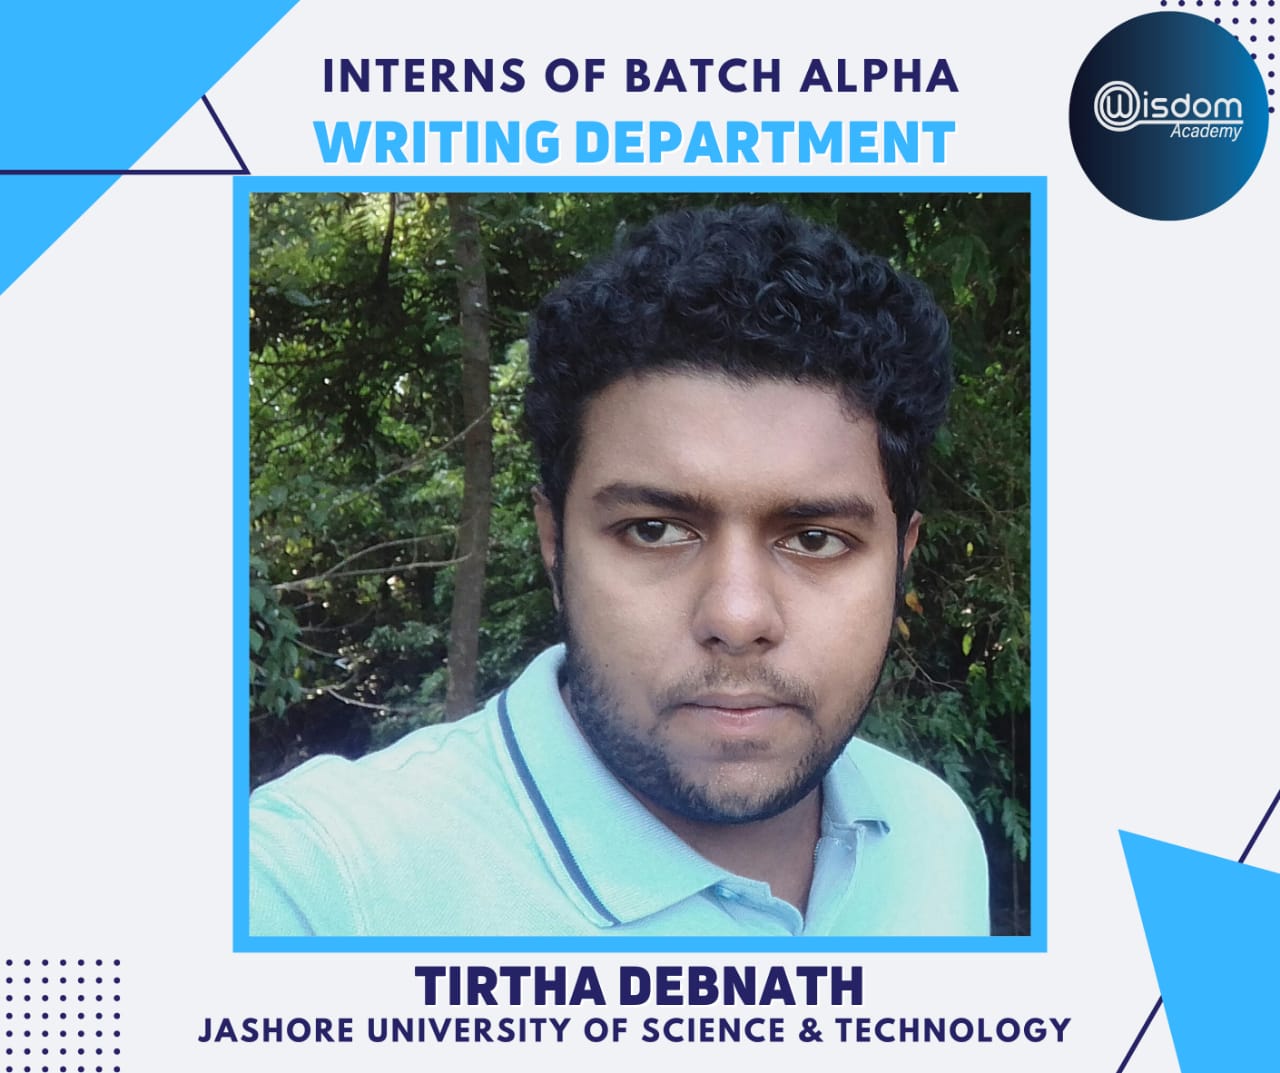 INTERNS OF BATCH ALPHA
WRITING DEPARTMENT
Wisdom
Academy
TIRTHA DEBNATH
JASHORE UNIVERSITY OF SCIENCE & TECHNOLOGY